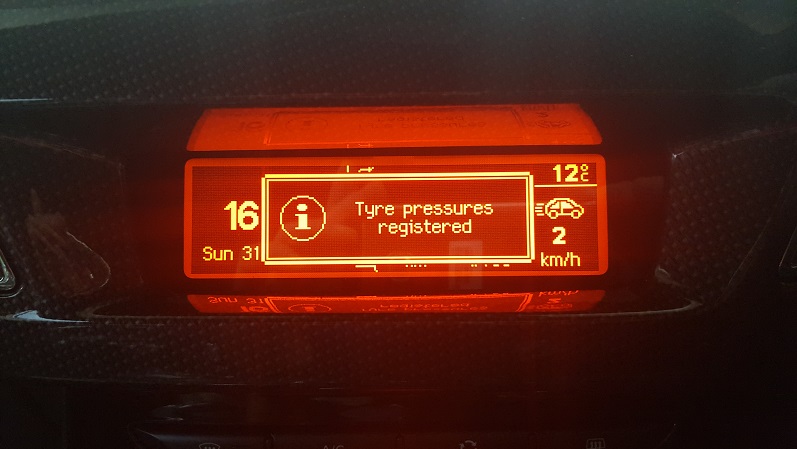 12°C
16
Tyre pressures
registered
Sun 31
2
km/h
A/C